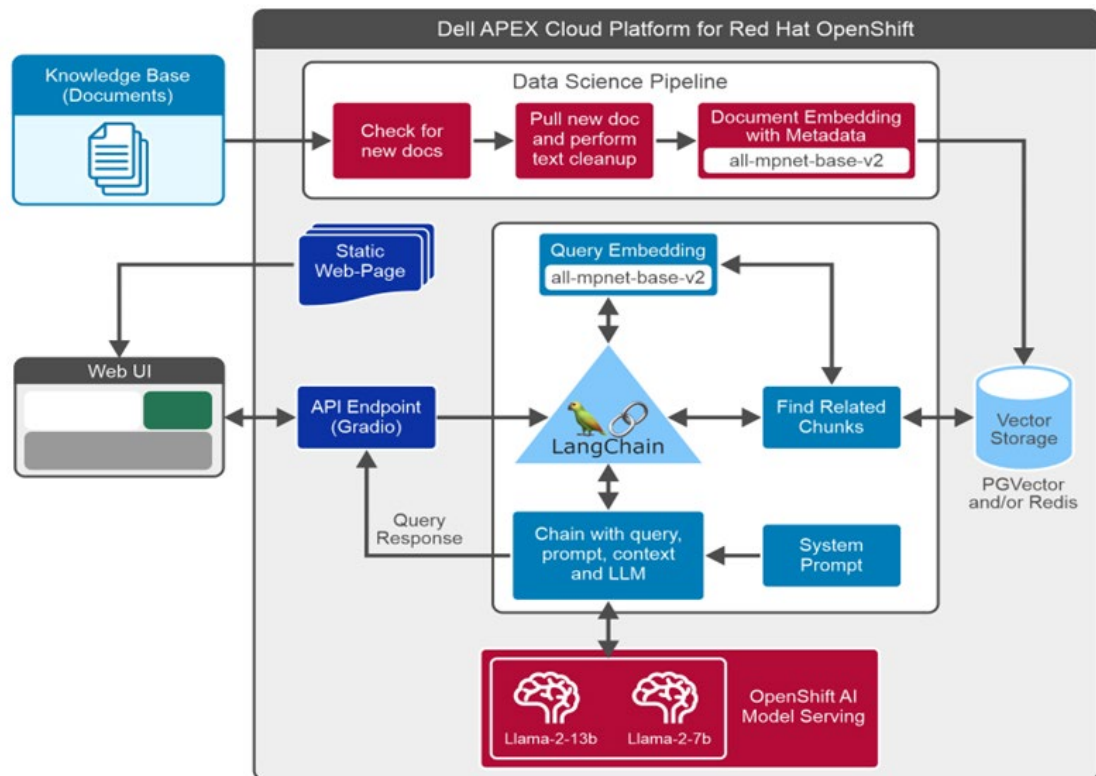 Dell APEX Cloud Platform for Red Hat OpenShift
Knowledge Base
(Documents)
Data Science Pipeline
Check for
new docs
Pull new doc
and perform
text cleanup
Document Embedding
with Metadata
all-mpnet-base-v2
Static
Web-Page
Query Embedding
all-mpnet-base-v2
Web UI
API Endpoint
(Gradio)
LangChain
Find Related
Chunks
Vector
Storage
PGVector
and/or Redis
Query
Response
Chain with query,
prompt, context
and LLM
System
Prompt
Llama-2-13b
Llama-2-7b
OpenShift AI
Model Serving